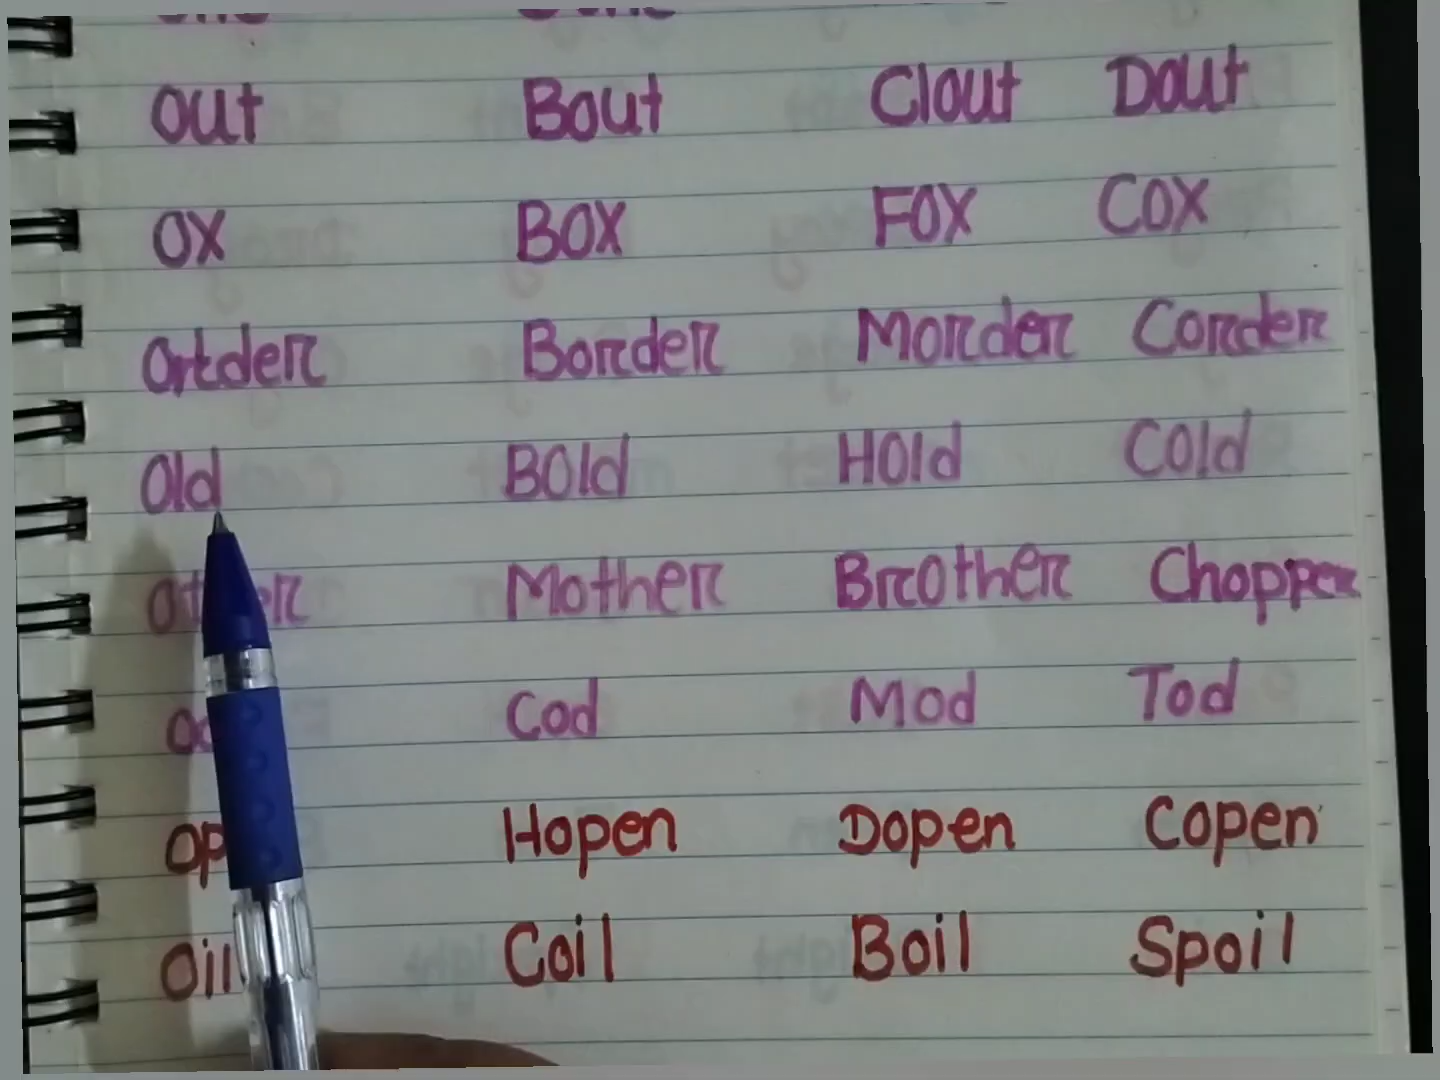 Out Bout Clout Dout
Ox Box Fox Cox
Order Border Morder Corder
Old Bold Hold Cold
Mother Brother Chopper
Cod Mod Tod
Hopen Dopen Copen
Oil Coil Boil Spoil